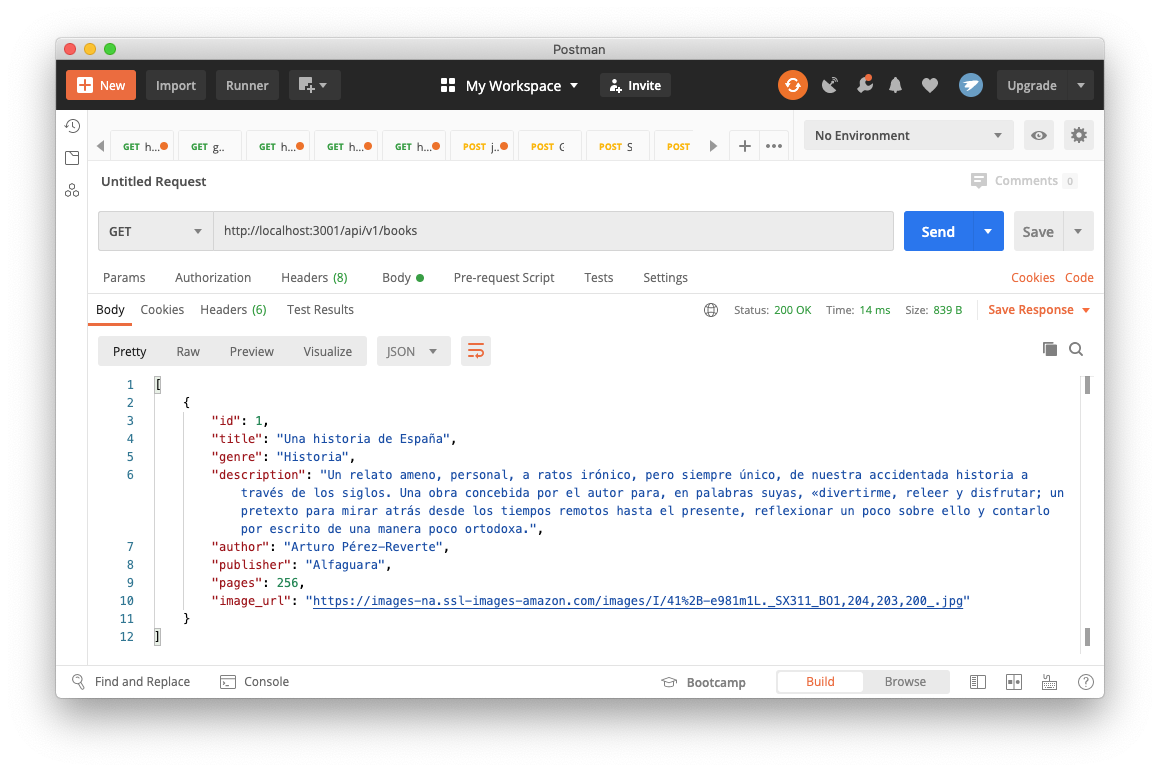 Postman
New Import Runner My Workspace Invite Upgrade
GET h... GET g.. GET h... GET h... GET h... POST j.. POST POST S POST No Environment
Untitled Request Comments 0
GET http://localhost:3001/api/v1/books Send Save
Params Authorization Headers (8) Body Pre-request Script Tests Settings Cookies Code
Body Cookies Headers (6) Test Results Status: 200 OK Time: 14 ms Size: 839 B Save Response
Pretty Raw Preview Visualize JSON
1 [
2 {
3 "id": 1,
4 "title": "Una historia de España",
5 "genre": "Historia",
6 "description": "Un relato ameno, personal, a ratos irónico, pero siempre único, de nuestra accidentada historia a
través de los siglos. Una obra concebida por el autor para, en palabras suyas, «divertirme, releer y disfrutar; un
pretexto para mirar atrás desde los tiempos remotos hasta el presente, reflexionar un poco sobre ello y contarlo
por escrito de una manera poco ortodoxa.",
7 "author": "Arturo Pérez-Reverte",
8 "publisher": "Alfaguara",
9 "pages": 256,
10 "image_url": "https://images-na.ssl-images-amazon.com/images/I/41%2B-e981m1L._SX311_BO1,204,203,200_.jpg"
11 }
12 ]
Find and Replace Console Bootcamp Build Browse